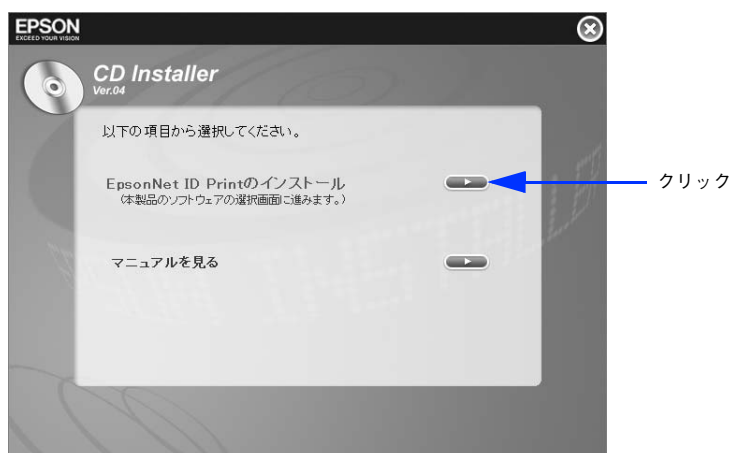 EPSON
EXCEED YOUR VISION
CD Installer
Ver.04
以下の項目から選択してください。
EpsonNet ID Printのインストール
(本製品のソフトウェアの選択画面に進みます。)
クリック
マニュアルを見る